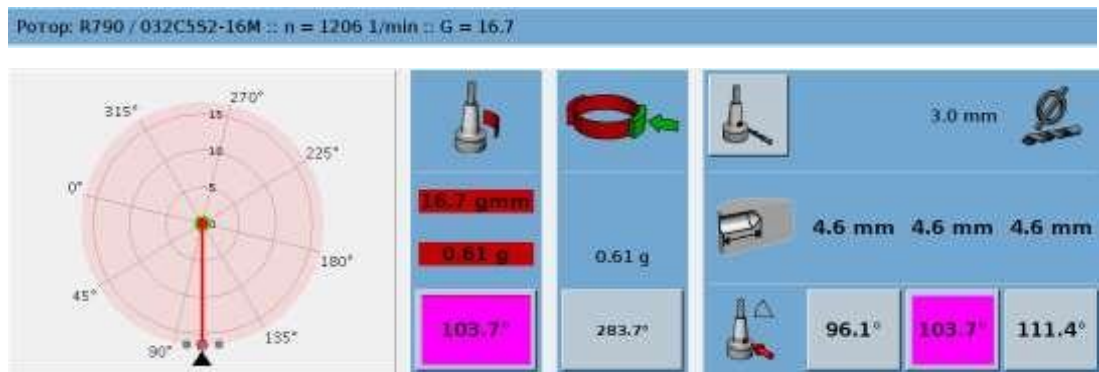 Ротор: R790 / 032C552-16M :: n = 1206 1/min :: G = 16.7
315°
270°
225°
0°
180°
45°
135°
90°
15
10
5
0
16.7 gmm
0.61 g
103.7°
0.61 g
283.7°
3.0 mm
4.6 mm 4.6 mm 4.6 mm
96.1° 103.7° 111.4°